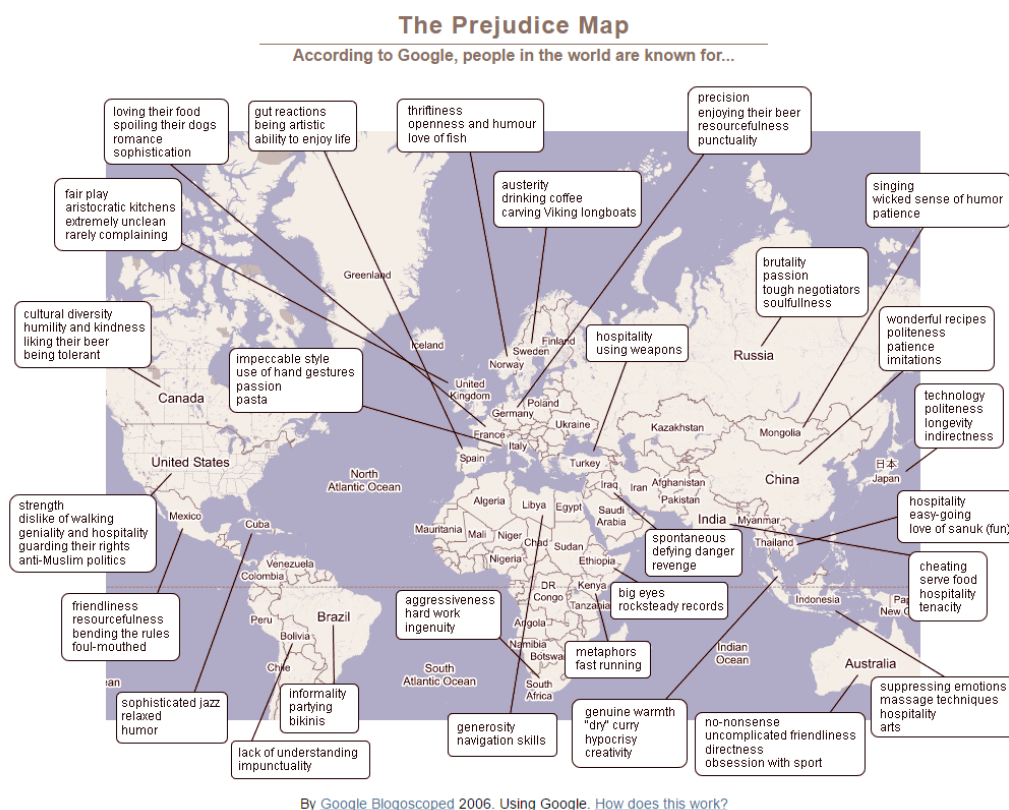 The Prejudice Map
According to Google, people in the world are known for...
loving their food
spoiling their dogs
romance
sophistication
gut reactions
being artistic
ability to enjoy life
thriftiness
openness and humour
love of fish
precision
enjoying their beer
resourcefulness
punctuality
fair play
aristocratic kitchens
extremely unclean
rarely complaining
austerity
drinking coffee
carving Viking longboats
singing
wicked sense of humor
patience
brutality
passion
tough negotiators
soulfullness
cultural diversity
humility and kindness
liking their beer
being tolerant
impeccable style
use of hand gestures
passion
pasta
hospitality
using weapons
wonderful recipes
politeness
patience
imitations
technology
politeness
longevity
indirectness
Greenland
Iceland
Finland
Sweden
Norway
Russia
Canada
United
Kingdom
Poland
Germany
Ukraine
France
Italy
Kazakhstan
Mongolia
Spain
Turkey
United States
North
Atlantic Ocean
China
日本
Japan
Algeria
Libya
Egypt
Iraq
Iran
Afghanistan
Pakistan
Saudi
Arabia
India
Myanmar
Thailand
Mexico
Cuba
Mauritania
Mali
Niger
Chad
Sudan
Nigeria
Ethiopia
Venezuela
Colombia
DR
Congo
Kenya
Tanzania
Indonesia
Papua
New G
Peru
Brazil
Bolivia
Chile
Angola
Namibia
Botswa
South
Africa
South
Atlantic Ocean
Indian
Ocean
Australia
ean
strength
dislike of walking
geniality and hospitality
guarding their rights
anti-Muslim politics
spontaneous
defying danger
revenge
hospitality
easy-going
love of sanuk (fun)
cheating
serve food
hospitality
tenacity
friendliness
resourcefulness
bending the rules
foul-mouthed
aggressiveness
hard work
ingenuity
big eyes
rocksteady records
metaphors
fast running
sophisticated jazz
relaxed
humor
informality
partying
bikinis
lack of understanding
impunctuality
generosity
navigation skills
genuine warmth
"dry" curry
hypocrisy
creativity
no-nonsense
uncomplicated friendliness
directness
obsession with sport
suppressing emotions
massage techniques
hospitality
arts
By Google Blogoscoped 2006. Using Google. How does this work?